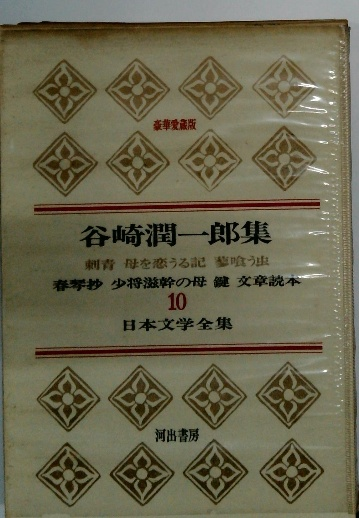 豪華愛蔵版
谷崎潤一郎集
刺青 母を恋うる記 蓼喰う虫
春琴抄 少将滋幹の母 鍵 文章読本
10
日本文学全集
河出書房